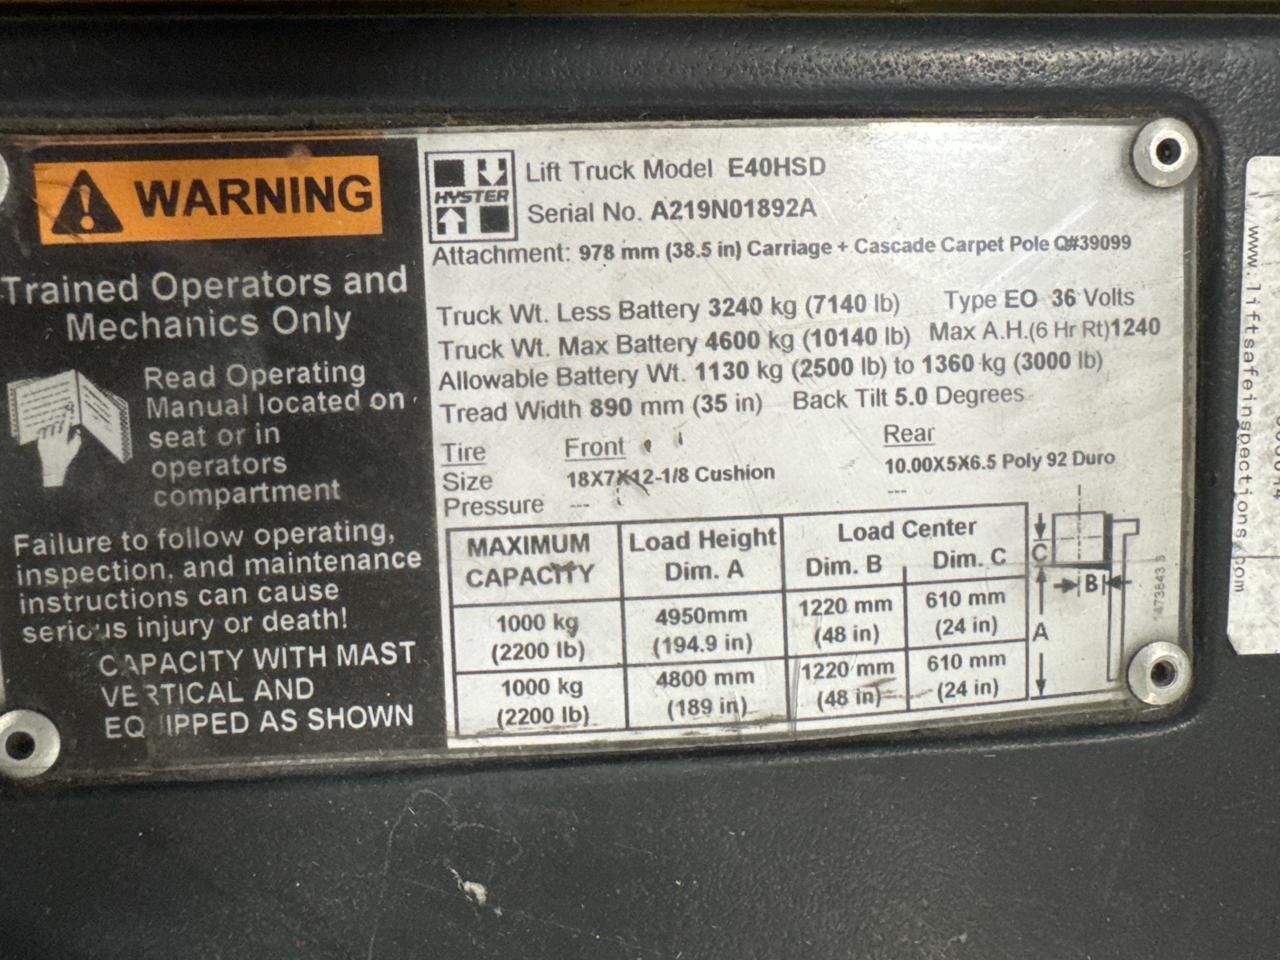 WARNING
Trained Operators and
Mechanics Only
Read Operating
Manual located on
seat or in
operators
compartment
Failure to follow operating,
inspection, and maintenance
instructions can cause
serious injury or death!
CAPACITY WITH MAST
VERTICAL AND
EQUIPPED AS SHOWN
HYSTER
Lift Truck Model E40HSD
Serial No. A219N01892A
Attachment: 978 mm (38.5 in) Carriage + Cascade Carpet Pole Q#39099
Truck Wt. Less Battery 3240 kg (7140 lb) Type EO 36 Volts
Truck Wt. Max Battery 4600 kg (10140 lb) Max A.H.(6 Hr Rt)1240
Allowable Battery Wt. 1130 kg (2500 lb) to 1360 kg (3000 lb)
Tread Width 890 mm (35 in) Back Tilt 5.0 Degrees
Tire Front Rear
Size 18X7X12-1/8 Cushion 10.00X5X6.5 Poly 92 Duro
Pressure --- ---
MAXIMUM CAPACITY Load Height Dim. A Load Center Dim. B Dim. C
1000 kg 4950mm 1220 mm 610 mm
(2200 lb) (194.9 in) (48 in) (24 in)
1000 kg 4800 mm 1220 mm 610 mm
(2200 lb) (189 in) (48 in) (24 in)
C
B
A
www.liftsafeinspections.com